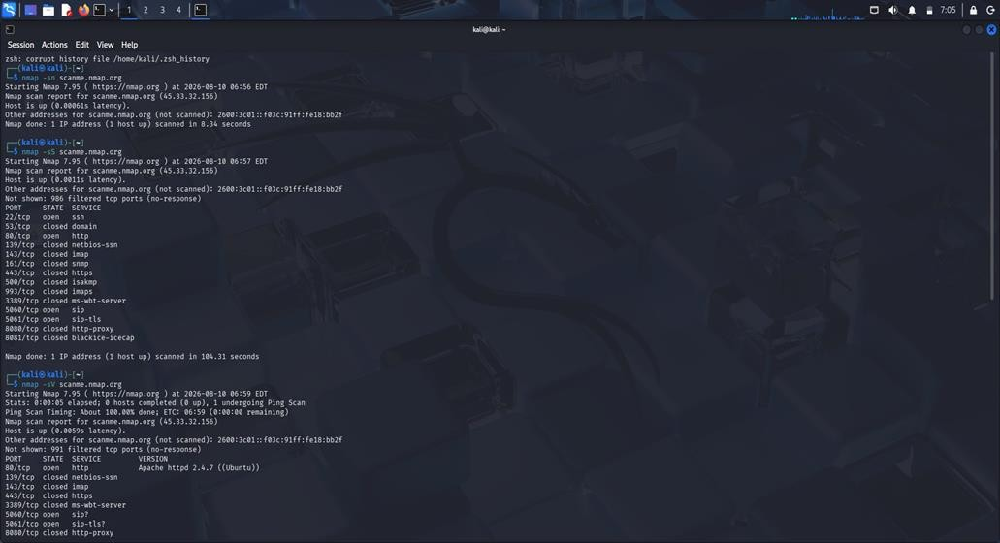 1 2 3 4
7:05
kali@kali: ~
Session Actions Edit View Help
zsh: corrupt history file /home/kali/.zsh_history
┌──(kali㉿kali)-[~]
└─$ nmap -sn scanme.nmap.org
Starting Nmap 7.95 ( https://nmap.org ) at 2026-08-10 06:56 EDT
Nmap scan report for scanme.nmap.org (45.33.32.156)
Host is up (0.00061s latency).
Other addresses for scanme.nmap.org (not scanned): 2600:3c01::f03c:91ff:fe18:bb2f
Nmap done: 1 IP address (1 host up) scanned in 8.34 seconds
┌──(kali㉿kali)-[~]
└─$ nmap -sS scanme.nmap.org
Starting Nmap 7.95 ( https://nmap.org ) at 2026-08-10 06:57 EDT
Nmap scan report for scanme.nmap.org (45.33.32.156)
Host is up (0.0011s latency).
Other addresses for scanme.nmap.org (not scanned): 2600:3c01::f03c:91ff:fe18:bb2f
Not shown: 986 filtered tcp ports (no-response)
PORT STATE SERVICE
22/tcp open ssh
53/tcp closed domain
80/tcp open http
139/tcp closed netbios-ssn
143/tcp closed imap
161/tcp closed snmp
443/tcp closed https
500/tcp closed isakmp
993/tcp closed imaps
3389/tcp closed ms-wbt-server
5060/tcp open sip
5061/tcp open sip-tls
8080/tcp closed http-proxy
8081/tcp closed blackice-icecap
Nmap done: 1 IP address (1 host up) scanned in 104.31 seconds
┌──(kali㉿kali)-[~]
└─$ nmap -sV scanme.nmap.org
Starting Nmap 7.95 ( https://nmap.org ) at 2026-08-10 06:59 EDT
Stats: 0:00:05 elapsed; 0 hosts completed (0 up), 1 undergoing Ping Scan
Ping Scan Timing: About 100.00% done; ETC: 06:59 (0:00:00 remaining)
Nmap scan report for scanme.nmap.org (45.33.32.156)
Host is up (0.0059s latency).
Other addresses for scanme.nmap.org (not scanned): 2600:3c01::f03c:91ff:fe18:bb2f
Not shown: 991 filtered tcp ports (no-response)
PORT STATE SERVICE VERSION
80/tcp open http Apache httpd 2.4.7 ((Ubuntu))
139/tcp closed netbios-ssn
143/tcp closed imap
443/tcp closed https
3389/tcp closed ms-wbt-server
5060/tcp open sip?
5061/tcp open sip-tls?
8080/tcp closed http-proxy